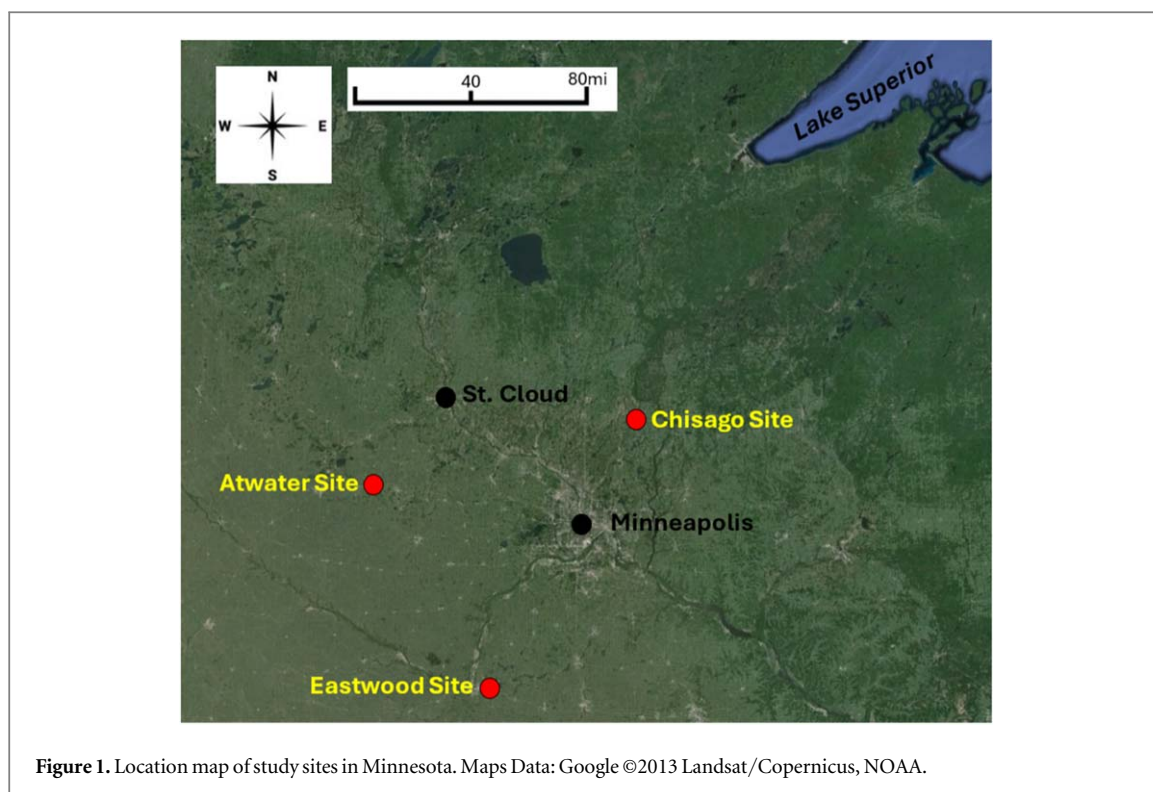 N
W E
S
40 80mi
Lake Superior
St. Cloud
Chisago Site
Atwater Site
Minneapolis
Eastwood Site
Figure 1. Location map of study sites in Minnesota. Maps Data: Google ©2013 Landsat/Copernicus, NOAA.